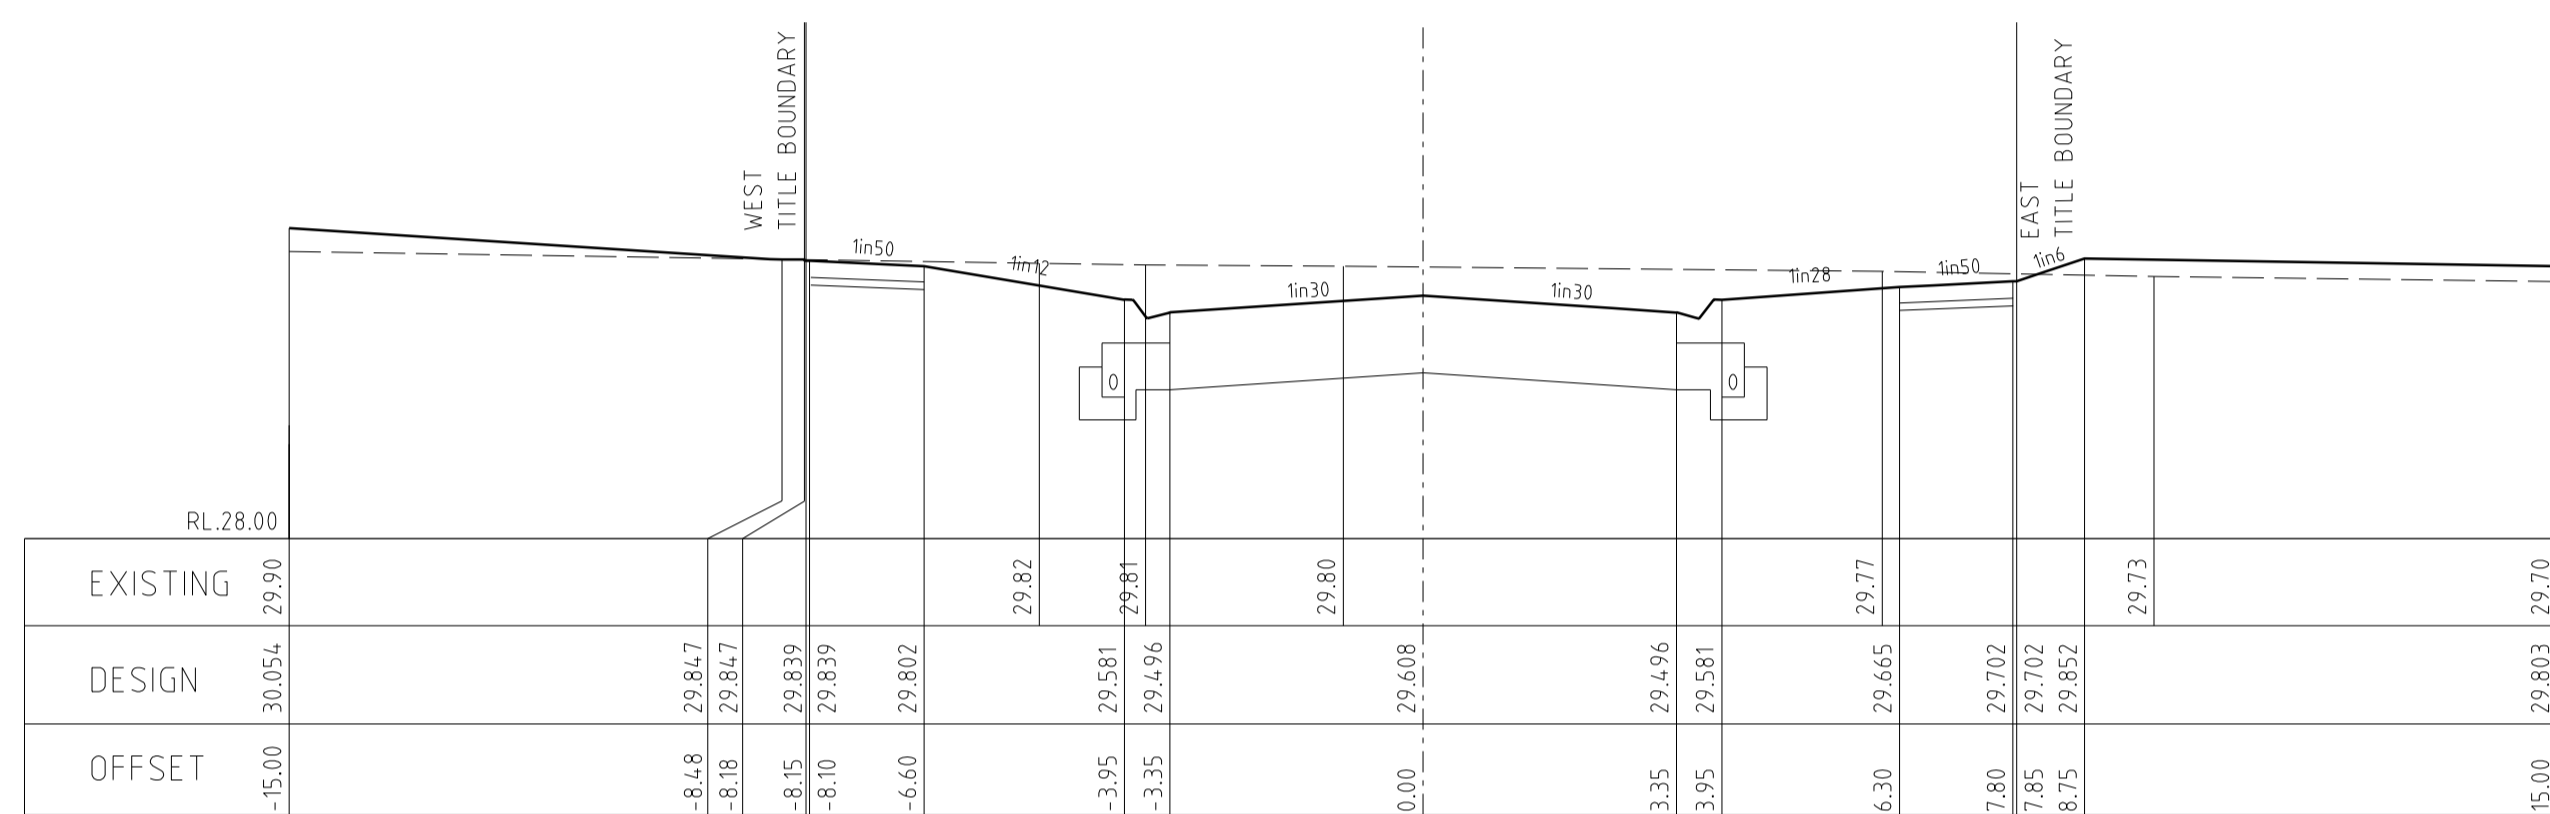 WEST
TITLE BOUNDARY
EAST
TITLE BOUNDARY
1in50
1in12
1in30
1in30
1in28
1in50
1in6
0
0
RL.28.00
EXISTING 29.90 29.82 29.81 29.80 29.77 29.73 29.70
DESIGN 30.054 29.847 29.847 29.839 29.839 29.802 29.581 29.496 29.608 29.496 29.581 29.665 29.702 29.702 29.852 29.803
OFFSET -15.00 -8.48 -8.18 -8.15 -8.10 -6.60 -3.95 -3.35 0.00 3.35 3.95 6.30 7.80 7.85 8.75 15.00